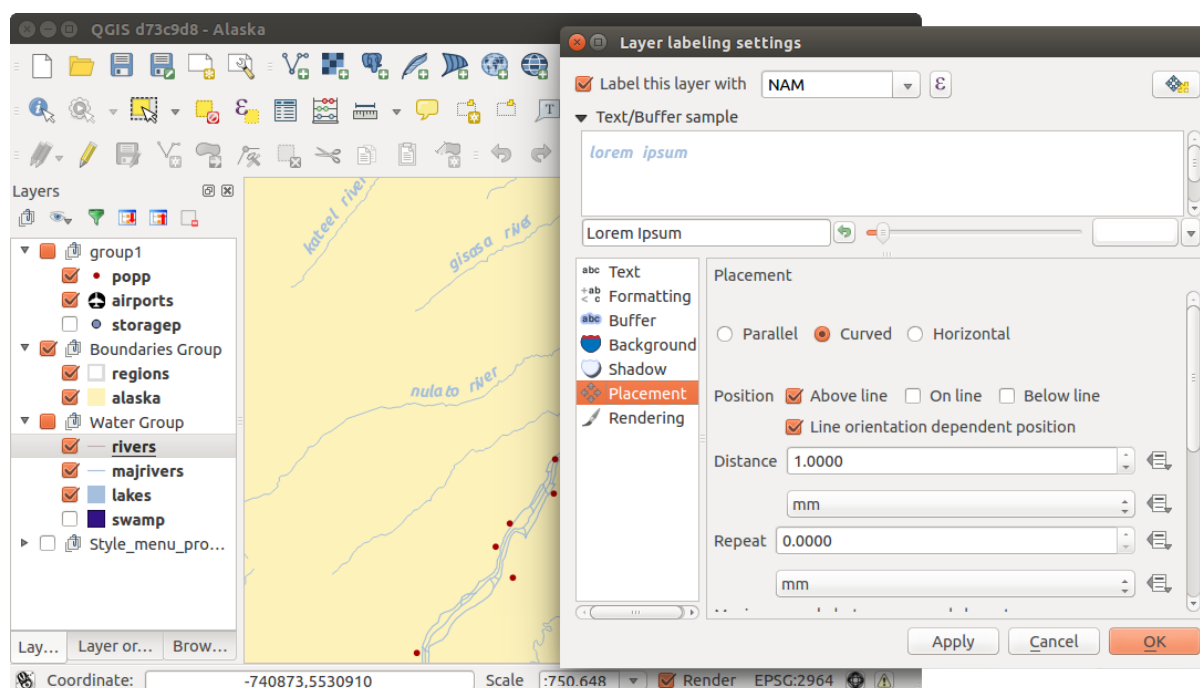 QGIS d73c9d8 - Alaska
Layer labeling settings
Label this layer with NAM ε
Text/Buffer sample
lorem ipsum
Lorem Ipsum
Layers
group1
popp
airports
storagep
Boundaries Group
regions
alaska
Water Group
rivers
majrivers
lakes
swamp
Style_menu_pro...
Lay... Layer or... Brow...
kateel river
gisasa river
nulato river
abc Text
+ab < c Formatting
abc Buffer
Background
Shadow
Placement
Rendering
Placement
Parallel Curved Horizontal
Position Above line On line Below line
Line orientation dependent position
Distance 1.0000
mm
Repeat 0.0000
mm
Apply Cancel OK
Coordinate: -740873,5530910 Scale :750.648 Render EPSG:2964